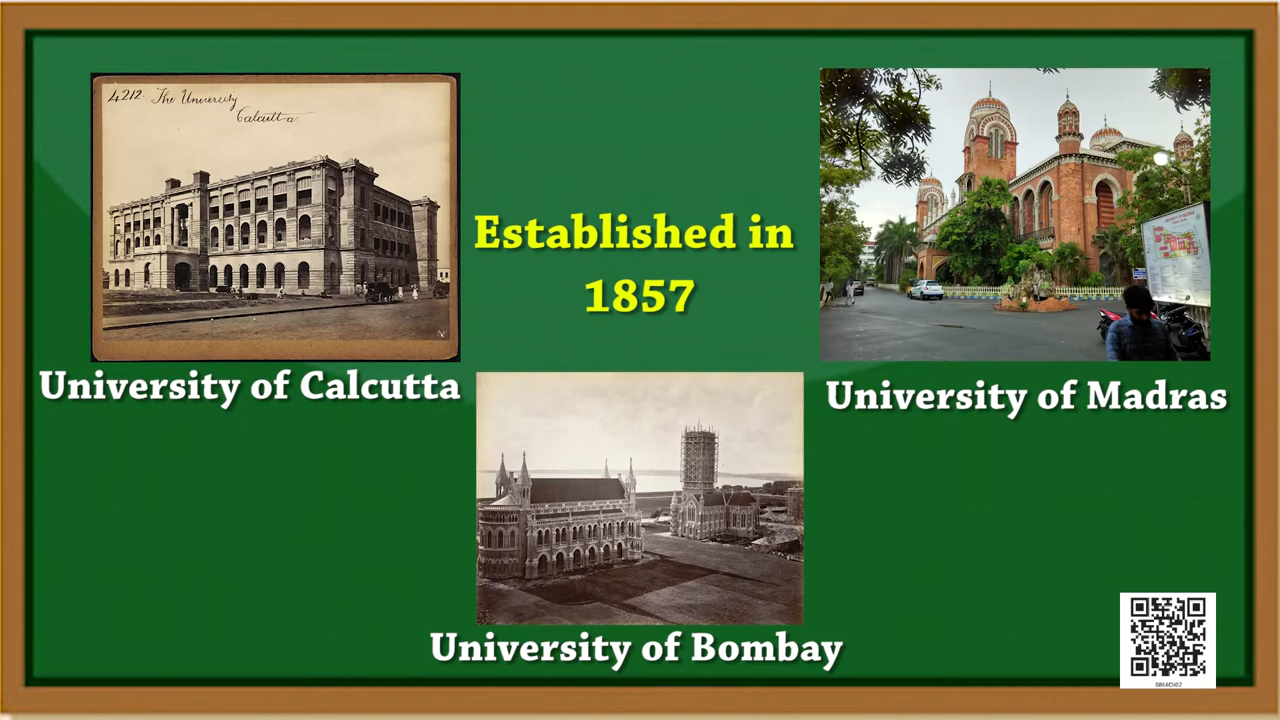 4212. The University
Calcutta.
University of Calcutta
Established in
1857
University of Madras
University of Bombay